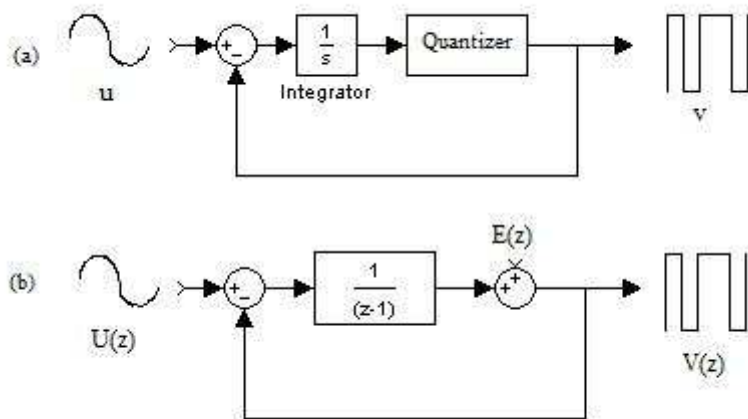 (a)
u
+
-
1
s
Integrator
Quantizer
v
(b)
U(z)
+
-
1
(z-1)
E(z)
+
+
V(z)